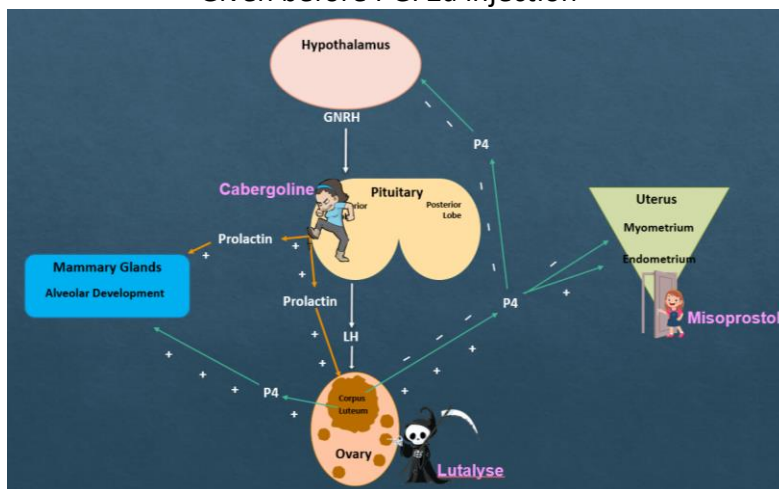 Hypothalamus
GNRH
P4
Cabergoline
Pituitary
Posterior
Lobe
Uterus
Myometrium
Endometrium
Prolactin
Mammary Glands
Alveolar Development
Prolactin
P4
Misoprostol
LH
P4
Corpus
Luteum
Ovary
Lutalyse